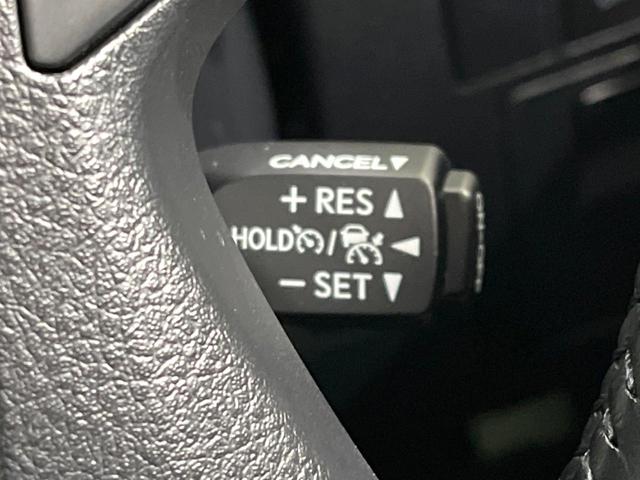 CANCEL▼
+ RES ▲
HOLD / ◀
− SET ▼